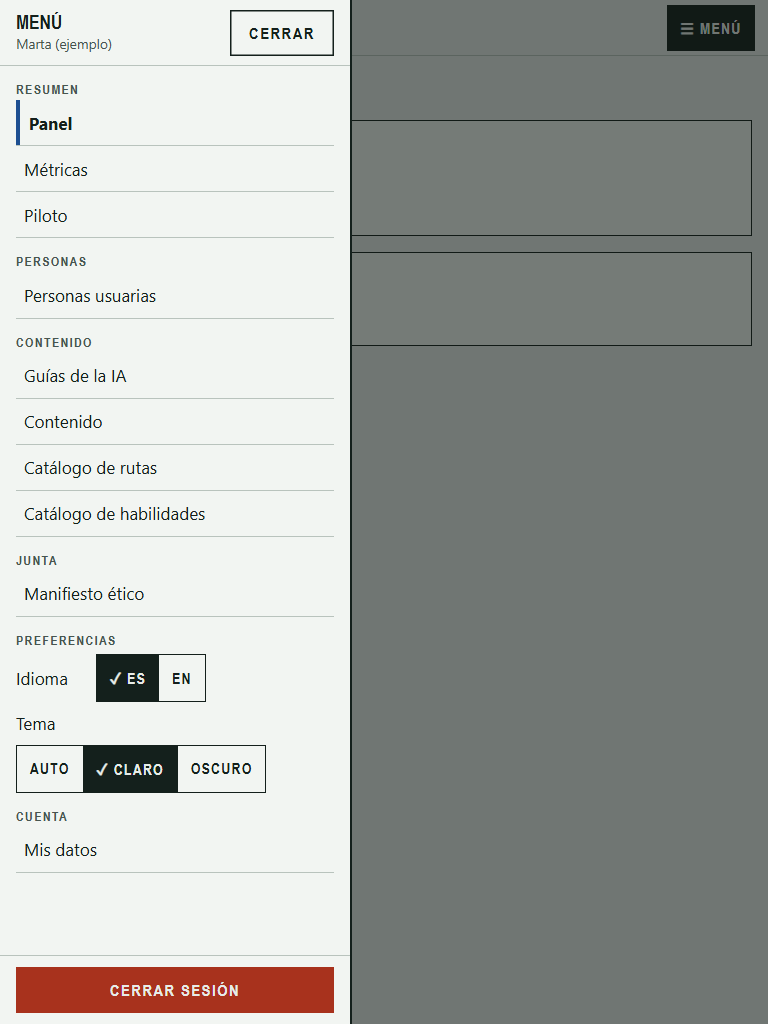 MENÚ
Marta (ejemplo)
CERRAR
☰ MENÚ
RESUMEN
Panel
Métricas
Piloto
PERSONAS
Personas usuarias
CONTENIDO
Guías de la IA
Contenido
Catálogo de rutas
Catálogo de habilidades
JUNTA
Manifiesto ético
PREFERENCIAS
Idioma ✓ ES EN
Tema
AUTO ✓ CLARO OSCURO
CUENTA
Mis datos
CERRAR SESIÓN